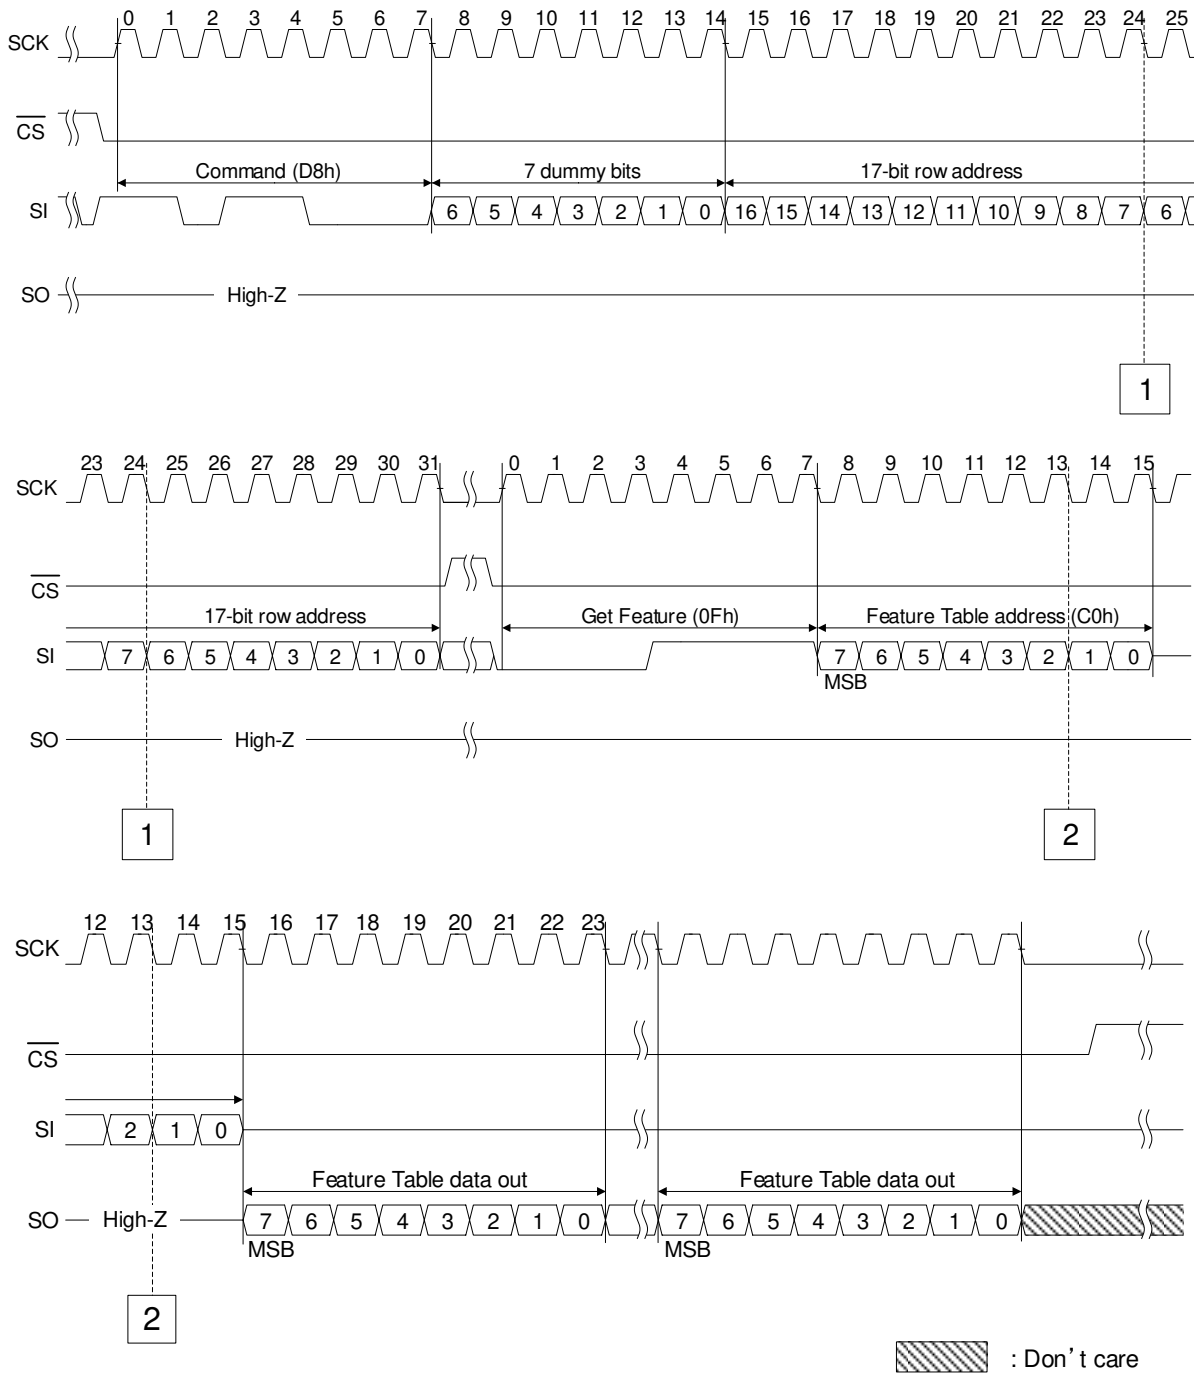 0 1 2 3 4 5 6 7 8 9 10 11 12 13 14 15 16 17 18 19 20 21 22 23 24 25
SCK
CS
Command (D8h) 7 dummy bits 17-bit row address
SI 6 5 4 3 2 1 0 16 15 14 13 12 11 10 9 8 7 6
SO High-Z
1
23 24 25 26 27 28 29 30 31 0 1 2 3 4 5 6 7 8 9 10 11 12 13 14 15
SCK
CS
17-bit row address Get Feature (0Fh) Feature Table address (C0h)
SI 7 6 5 4 3 2 1 0 7 6 5 4 3 2 1 0
MSB
SO High-Z
1 2
12 13 14 15 16 17 18 19 20 21 22 23
SCK
CS
SI 2 1 0
Feature Table data out Feature Table data out
SO High-Z 7 6 5 4 3 2 1 0 7 6 5 4 3 2 1 0
MSB MSB
2
: Don't care